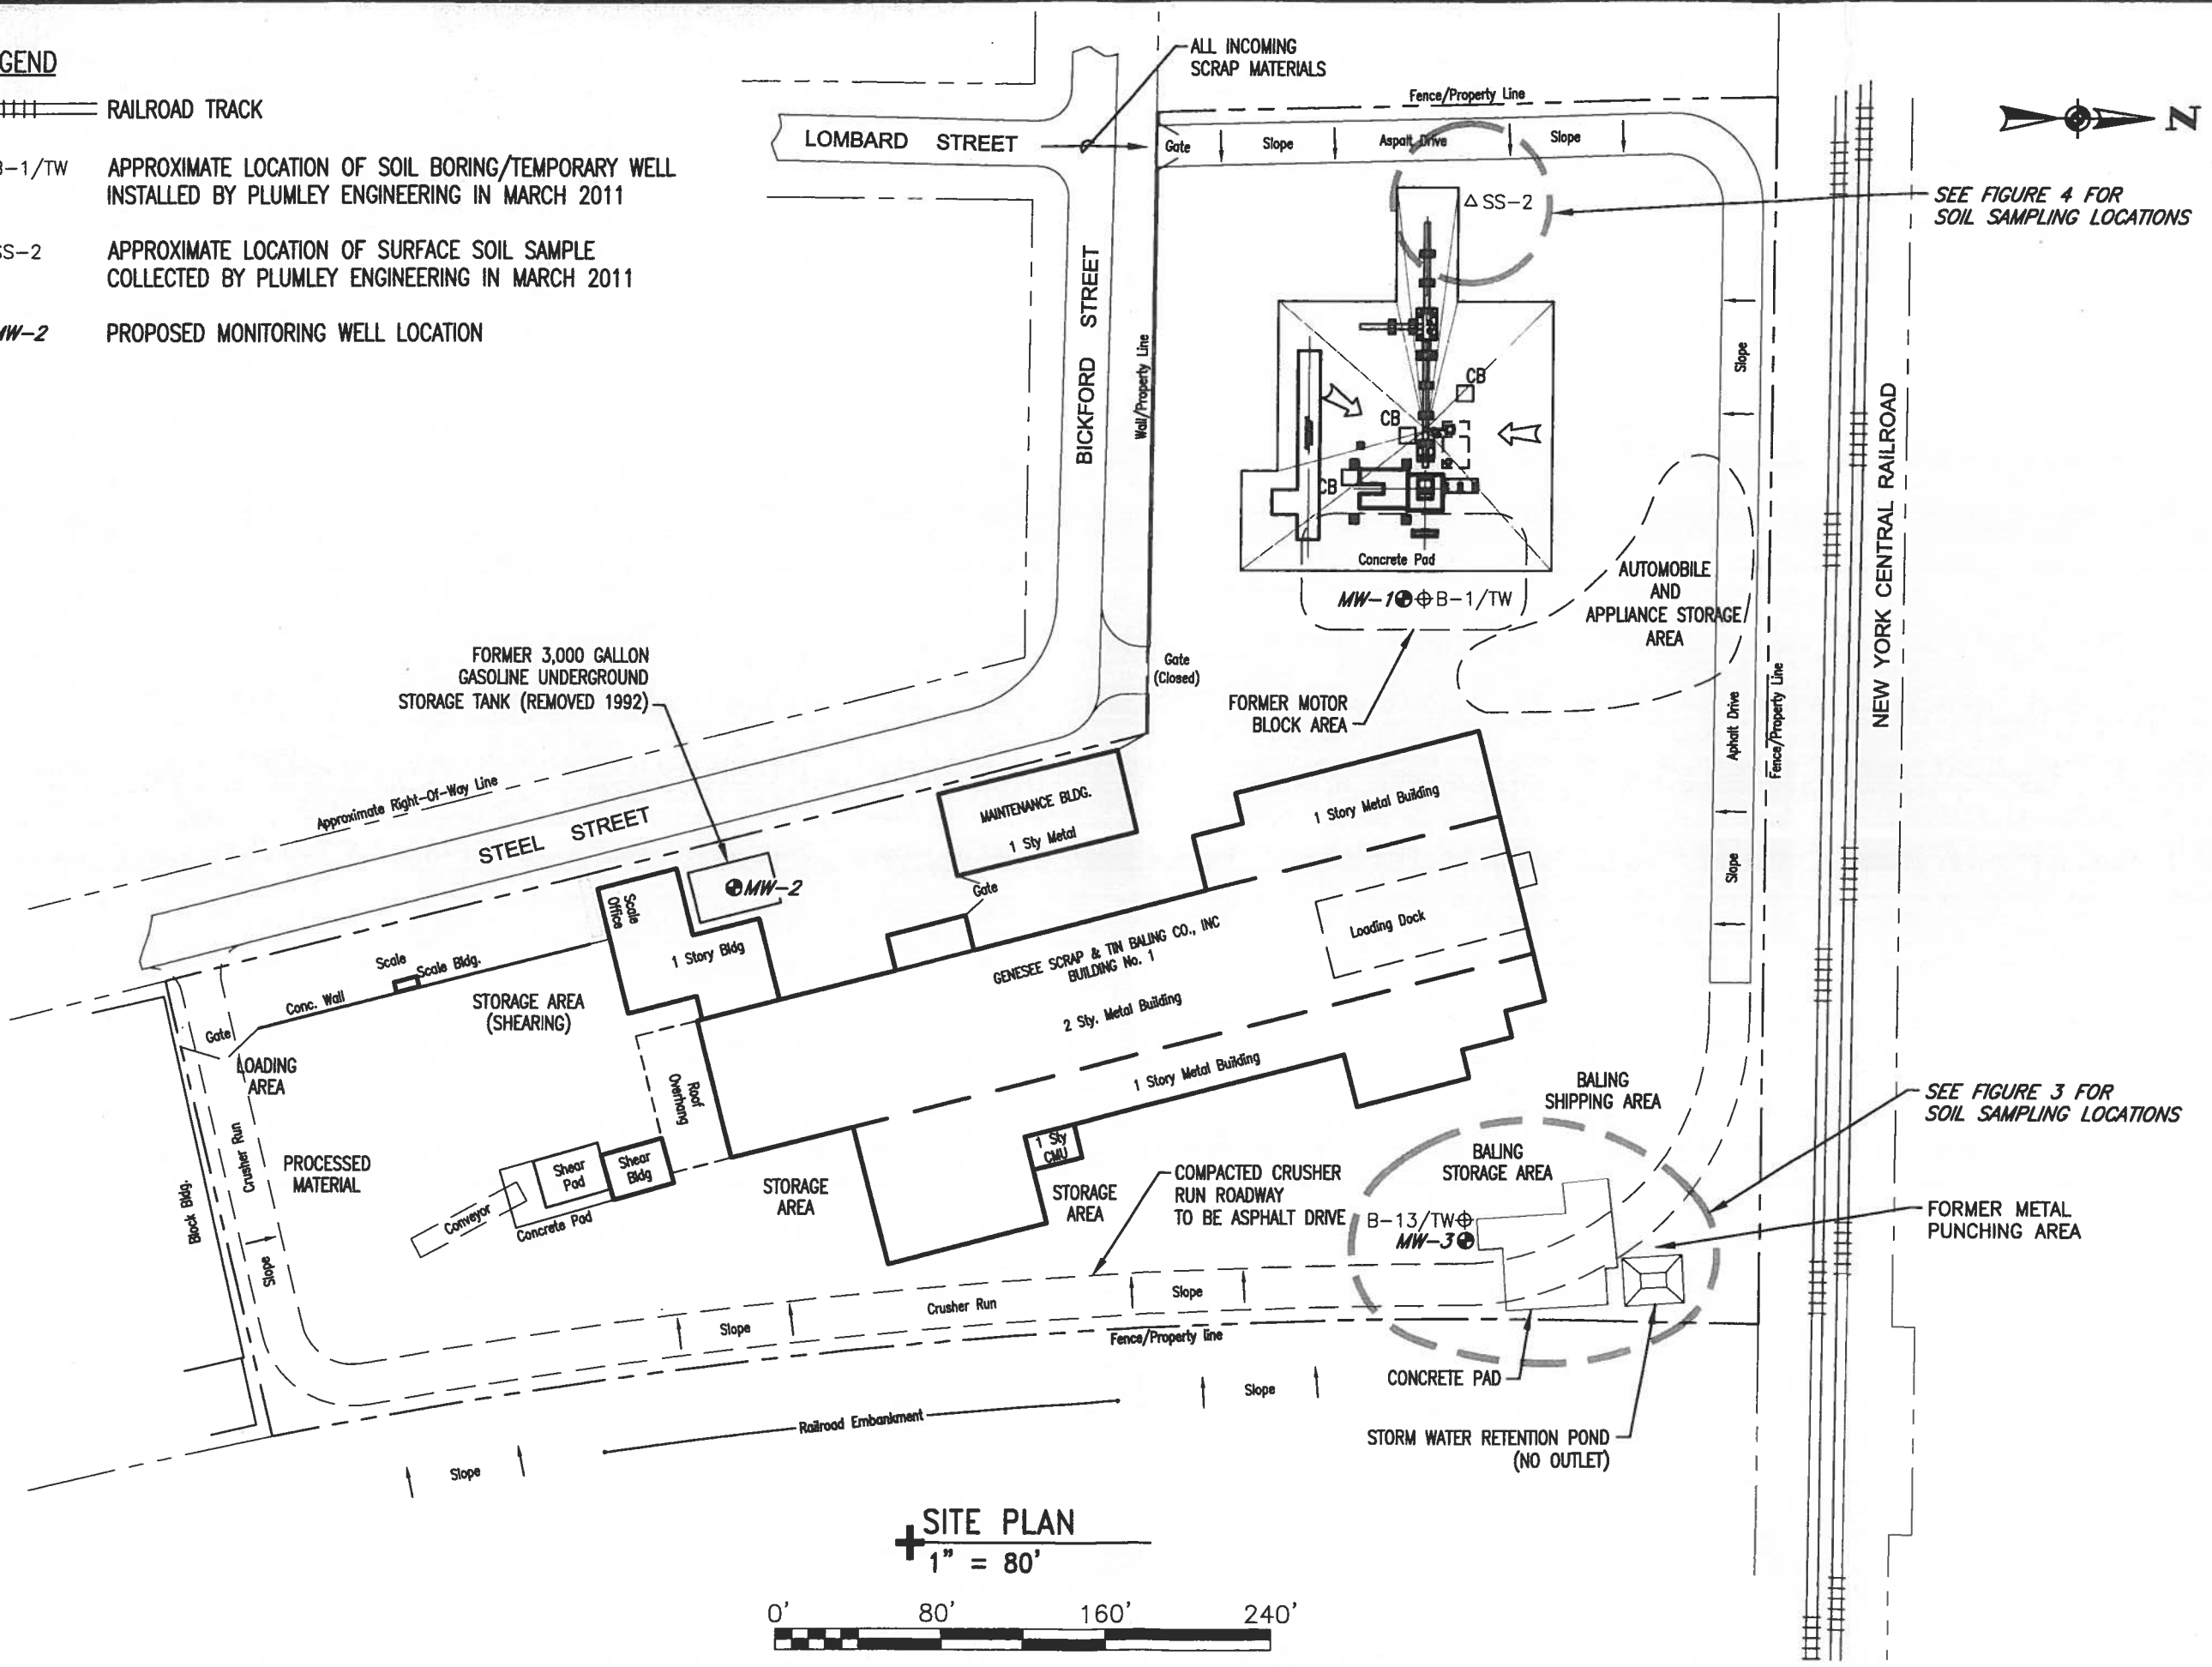 GEND
RAILROAD TRACK
B-1/TW APPROXIMATE LOCATION OF SOIL BORING/TEMPORARY WELL
INSTALLED BY PLUMLEY ENGINEERING IN MARCH 2011
SS-2 APPROXIMATE LOCATION OF SURFACE SOIL SAMPLE
COLLECTED BY PLUMLEY ENGINEERING IN MARCH 2011
MW-2 PROPOSED MONITORING WELL LOCATION
ALL INCOMING
SCRAP MATERIALS
LOMBARD STREET
Gate
Slope
Aspalt Drive
Slope
Fence/Property Line
N
SEE FIGURE 4 FOR
SOIL SAMPLING LOCATIONS
SS-2
BICKFORD STREET
Wall/Property Line
CB
CB
CB
Concrete Pad
MW-1 B-1/TW
Slope
NEW YORK CENTRAL RAILROAD
AUTOMOBILE
AND
APPLIANCE STORAGE
AREA
Gate
(Closed)
FORMER MOTOR
BLOCK AREA
Aphalt Drive
Fence/Property Line
Slope
FORMER 3,000 GALLON
GASOLINE UNDERGROUND
STORAGE TANK (REMOVED 1992)
Approximate Right-Of-Way Line
STEEL STREET
MAINTENANCE BLDG.
1 Sty Metal
Gate
1 Story Metal Building
Loading Dock
MW-2
Scale
Office
1 Story Bldg
GENESEE SCRAP & TIN BALING CO., INC
BUILDING No. 1
2 Sty. Metal Building
1 Story Metal Building
Scale
Scale Bldg.
Conc. Wall
STORAGE AREA
(SHEARING)
Gate
LOADING
AREA
Roof
Overhang
Crusher Run
PROCESSED
MATERIAL
Block Bldg.
Slope
Shear
Pad
Shear
Bldg
Conveyor
Concrete Pad
STORAGE
AREA
1 Sty
CMU
STORAGE
AREA
COMPACTED CRUSHER
RUN ROADWAY
TO BE ASPHALT DRIVE
BALING
SHIPPING AREA
BALING
STORAGE AREA
B-13/TW
MW-3
SEE FIGURE 3 FOR
SOIL SAMPLING LOCATIONS
FORMER METAL
PUNCHING AREA
Slope
Crusher Run
Slope
Fence/Property line
CONCRETE PAD
STORM WATER RETENTION POND
(NO OUTLET)
Slope
Railroad Embankment
Slope
SITE PLAN
1" = 80'
0' 80' 160' 240'